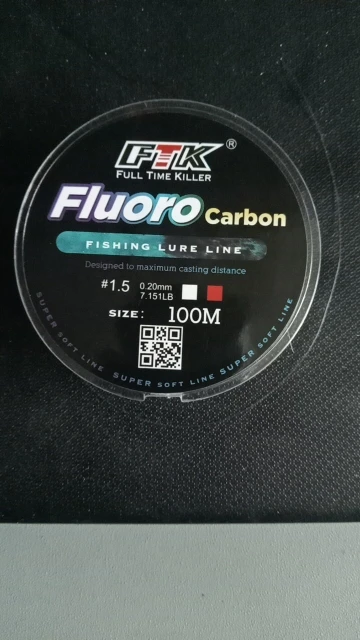 FTK®
FULL TIME KILLER
Fluoro Carbon
FISHING LURE LINE
Designed to maximum casting distance
#1.5 0.20mm
7.151LB
SIZE: 100M
SUPER SOFT LINE SUPER SOFT LINE SUPER SOFT LINE